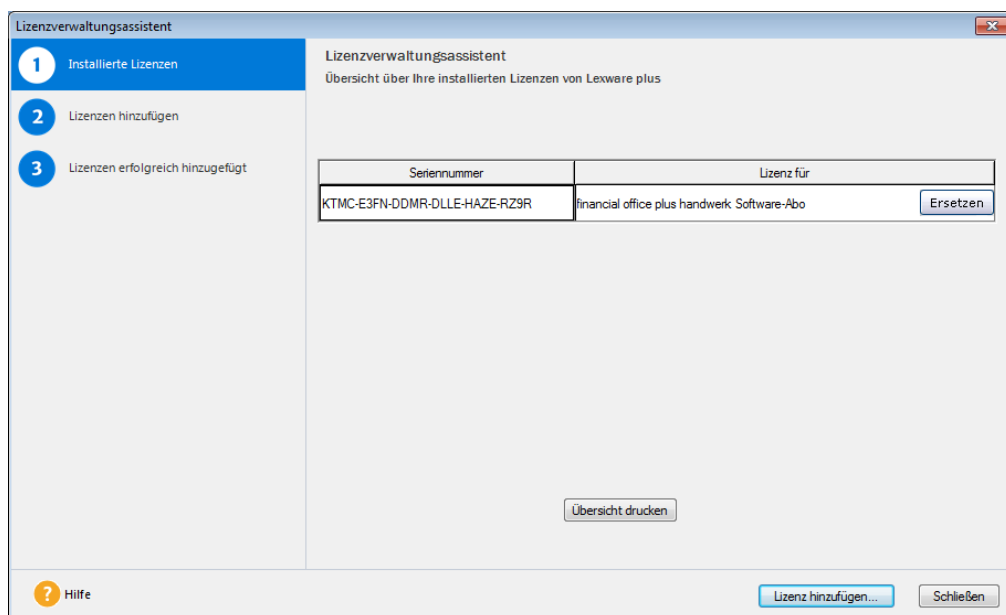 Lizenzverwaltungsassistent
1 Installierte Lizenzen
2 Lizenzen hinzufügen
3 Lizenzen erfolgreich hinzugefügt
Lizenzverwaltungsassistent
Übersicht über Ihre installierten Lizenzen von Lexware plus
Seriennummer Lizenz für
KTMC-E3FN-DDMR-DLLE-HAZE-RZ9R financial office plus handwerk Software-Abo Ersetzen
Übersicht drucken
? Hilfe Lizenz hinzufügen... Schließen